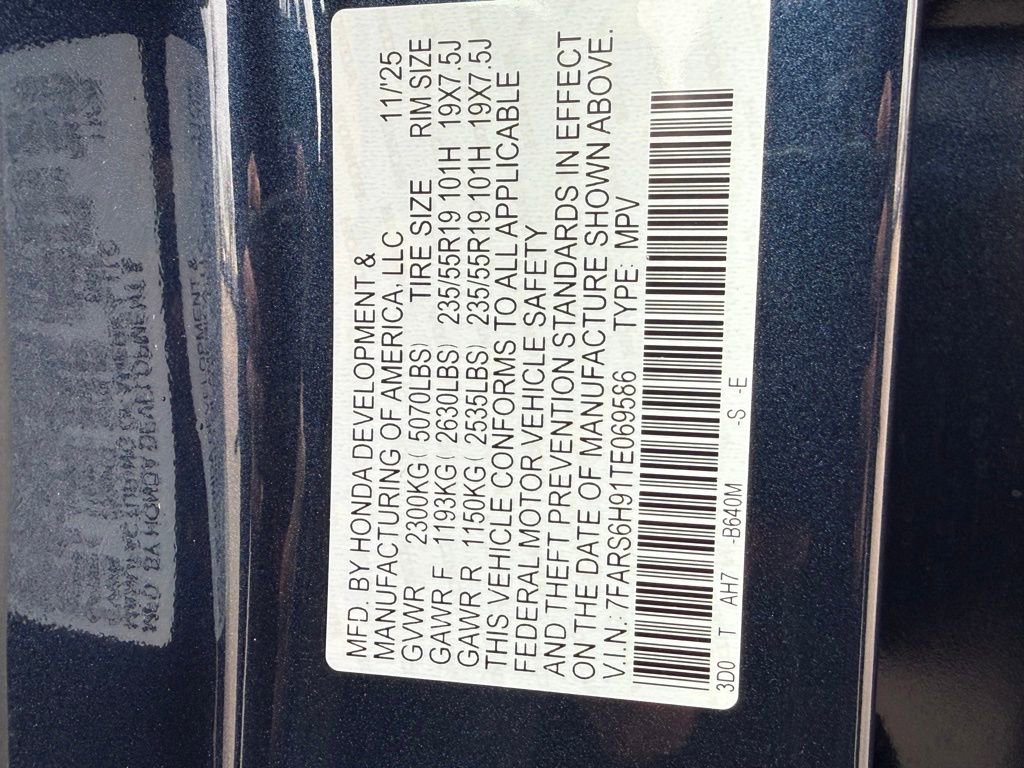 MFD. BY HONDA DEVELOPMENT &
MANUFACTURING OF AMERICA, LLC 11/'25
GVWR 2300KG( 5070LBS) TIRE SIZE RIM SIZE
GAWR F 1193KG( 2630LBS) 235/55R19 101H 19X7.5J
GAWR R 1150KG( 2535LBS) 235/55R19 101H 19X7.5J
THIS VEHICLE CONFORMS TO ALL APPLICABLE
FEDERAL MOTOR VEHICLE SAFETY
AND THEFT PREVENTION STANDARDS IN EFFECT
ON THE DATE OF MANUFACTURE SHOWN ABOVE.
V.I.N.: 7FARS6H91TE069586 TYPE: MPV
3D0 T AH7 -B640M -S -E